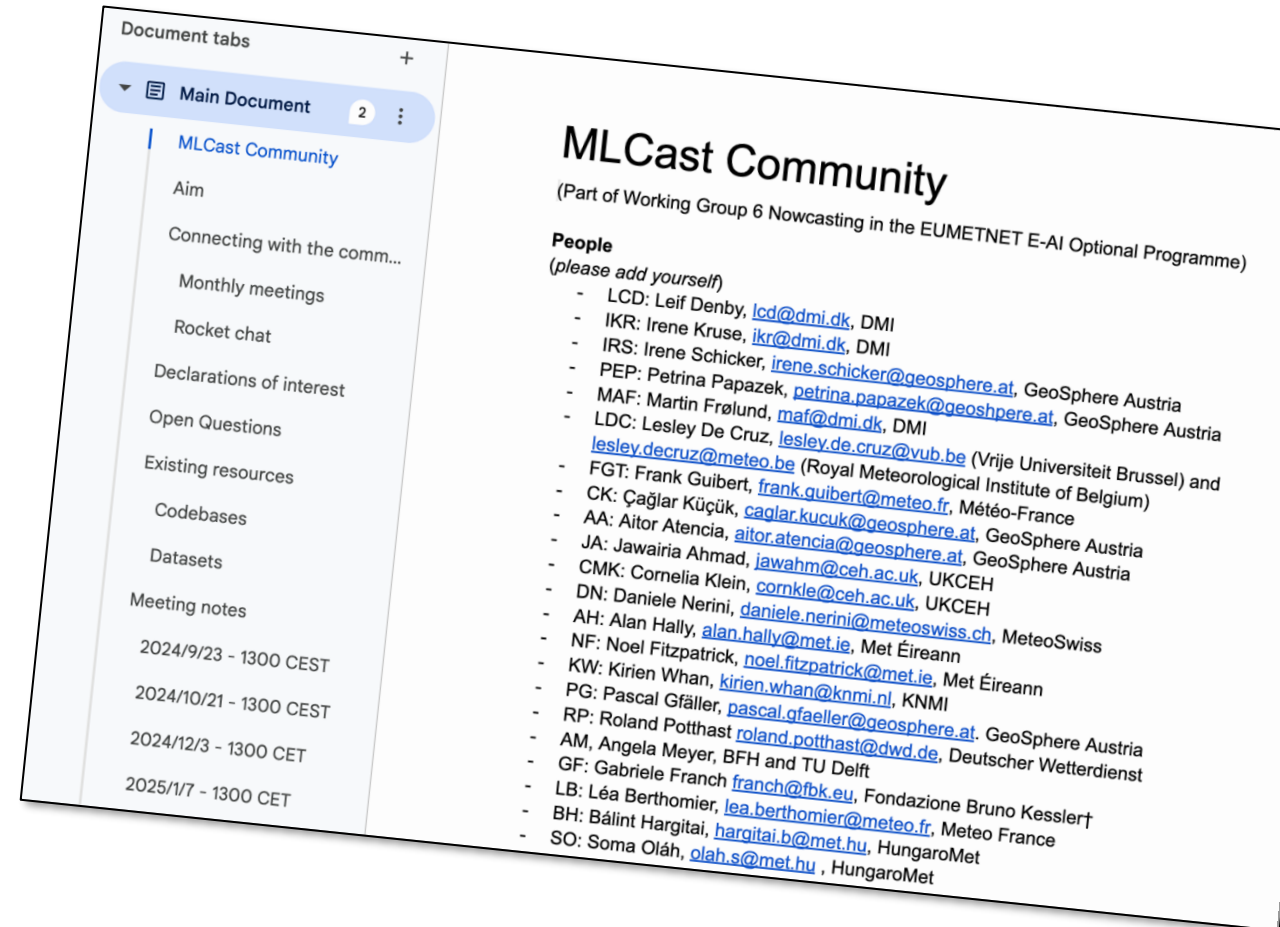 Document tabs
+
Main Document 2
MLCast Community
Aim
Connecting with the comm...
Monthly meetings
Rocket chat
Declarations of interest
Open Questions
Existing resources
Codebases
Datasets
Meeting notes
2024/9/23 - 1300 CEST
2024/10/21 - 1300 CEST
2024/12/3 - 1300 CET
2025/1/7 - 1300 CET
MLCast Community
(Part of Working Group 6 Nowcasting in the EUMETNET E-AI Optional Programme)
People
(please add yourself)
- LCD: Leif Denby, lcd@dmi.dk, DMI
- IKR: Irene Kruse, ikr@dmi.dk, DMI
- IRS: Irene Schicker, irene.schicker@geosphere.at, GeoSphere Austria
- PEP: Petrina Papazek, petrina.papazek@geoshpere.at, GeoSphere Austria
- MAF: Martin Frølund, maf@dmi.dk, DMI
- LDC: Lesley De Cruz, lesley.de.cruz@vub.be (Vrije Universiteit Brussel) and
lesley.decruz@meteo.be (Royal Meteorological Institute of Belgium)
- FGT: Frank Guibert, frank.guibert@meteo.fr, Météo-France
- CK: Çağlar Küçük, caglar.kucuk@geosphere.at, GeoSphere Austria
- AA: Aitor Atencia, aitor.atencia@geosphere.at, GeoSphere Austria
- JA: Jawairia Ahmad, jawahm@ceh.ac.uk, UKCEH
- CMK: Cornelia Klein, cornkle@ceh.ac.uk, UKCEH
- DN: Daniele Nerini, daniele.nerini@meteoswiss.ch, MeteoSwiss
- AH: Alan Hally, alan.hally@met.ie, Met Éireann
- NF: Noel Fitzpatrick, noel.fitzpatrick@met.ie, Met Éireann
- KW: Kirien Whan, kirien.whan@knmi.nl, KNMI
- PG: Pascal Gfäller, pascal.gfaeller@geosphere.at. GeoSphere Austria
- RP: Roland Potthast roland.potthast@dwd.de, Deutscher Wetterdienst
- AM, Angela Meyer, BFH and TU Delft
- GF: Gabriele Franch franch@fbk.eu, Fondazione Bruno Kessler†
- LB: Léa Berthomier, lea.berthomier@meteo.fr, Meteo France
- BH: Bálint Hargitai, hargitai.b@met.hu, HungaroMet
- SO: Soma Oláh, olah.s@met.hu , HungaroMet